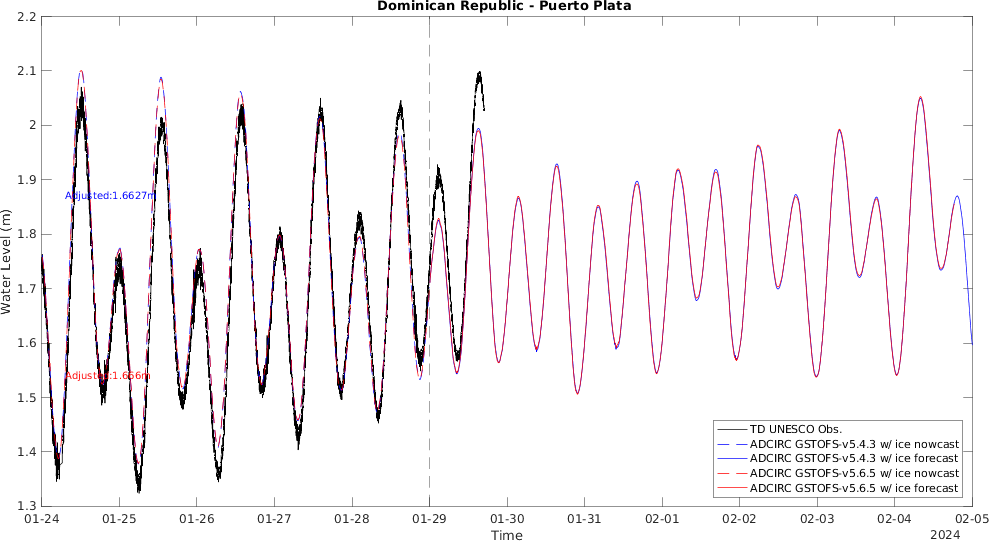 Dominican Republic - Puerto Plata
Water Level (m)
2.2
2.1
2
1.9
1.8
1.7
1.6
1.5
1.4
1.3
Adjusted:1.6627m
Adjusted:1.666m
TD UNESCO Obs.
ADCIRC GSTOFS-v5.4.3 w/ ice nowcast
ADCIRC GSTOFS-v5.4.3 w/ ice forecast
ADCIRC GSTOFS-v5.6.5 w/ ice nowcast
ADCIRC GSTOFS-v5.6.5 w/ ice forecast
01-24 01-25 01-26 01-27 01-28 01-29 01-30 01-31 02-01 02-02 02-03 02-04 02-05
Time
2024